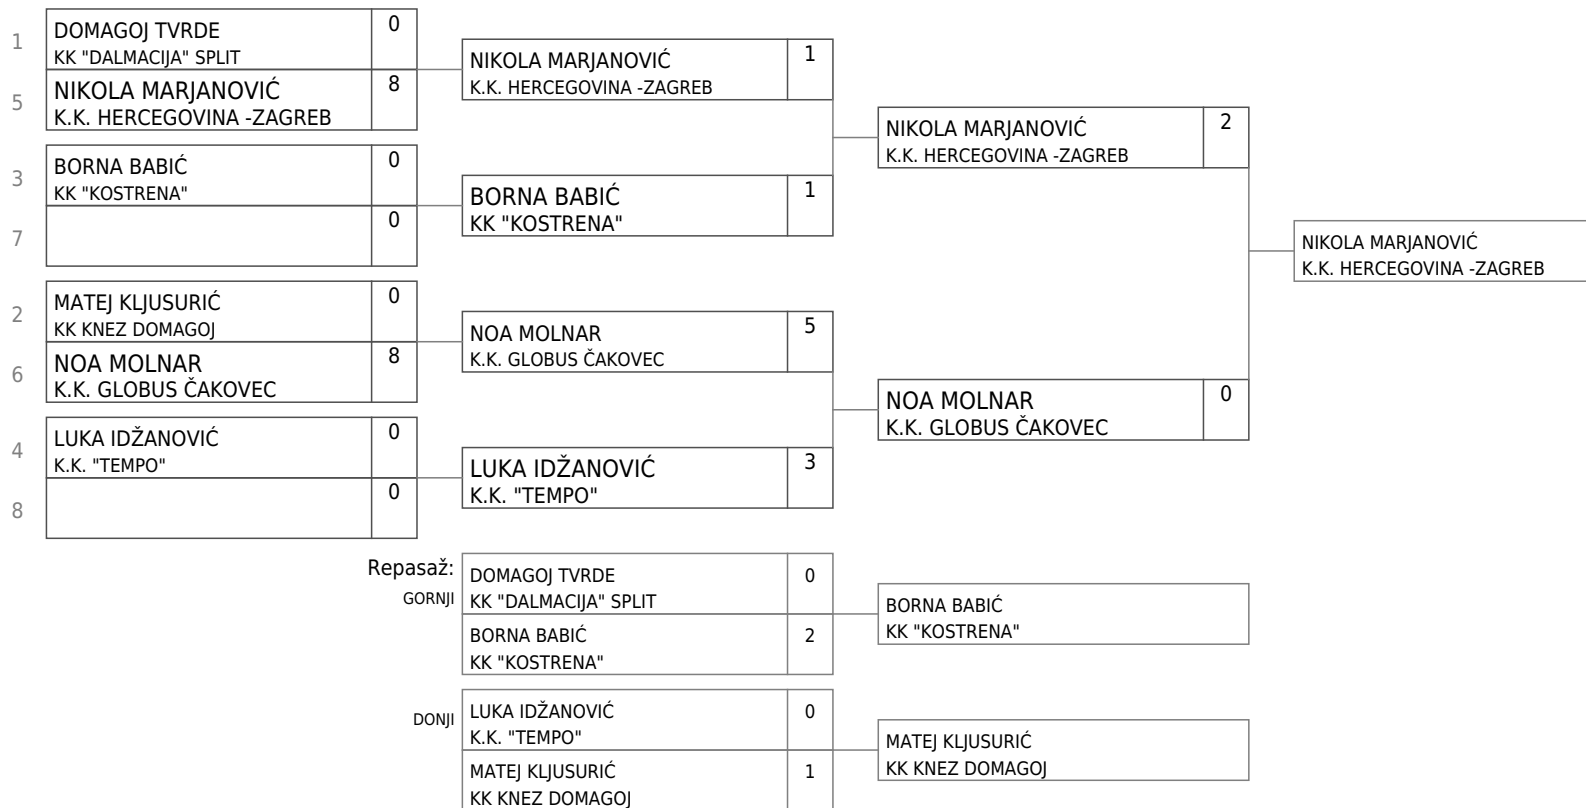 1
DOMAGOJ TVRDE
KK "DALMACIJA" SPLIT
0
5
NIKOLA MARJANOVIĆ
K.K. HERCEGOVINA -ZAGREB
8
3
BORNA BABIĆ
KK "KOSTRENA"
0
7
0
2
MATEJ KLJUSURIĆ
KK KNEZ DOMAGOJ
0
6
NOA MOLNAR
K.K. GLOBUS ČAKOVEC
8
4
LUKA IDŽANOVIĆ
K.K. "TEMPO"
0
8
0
NIKOLA MARJANOVIĆ
K.K. HERCEGOVINA -ZAGREB
1
BORNA BABIĆ
KK "KOSTRENA"
1
NOA MOLNAR
K.K. GLOBUS ČAKOVEC
5
LUKA IDŽANOVIĆ
K.K. "TEMPO"
3
NIKOLA MARJANOVIĆ
K.K. HERCEGOVINA -ZAGREB
2
NOA MOLNAR
K.K. GLOBUS ČAKOVEC
0
NIKOLA MARJANOVIĆ
K.K. HERCEGOVINA -ZAGREB
Repasaž:
GORNJI
DOMAGOJ TVRDE
KK "DALMACIJA" SPLIT
0
BORNA BABIĆ
KK "KOSTRENA"
2
BORNA BABIĆ
KK "KOSTRENA"
DONJI
LUKA IDŽANOVIĆ
K.K. "TEMPO"
0
MATEJ KLJUSURIĆ
KK KNEZ DOMAGOJ
1
MATEJ KLJUSURIĆ
KK KNEZ DOMAGOJ